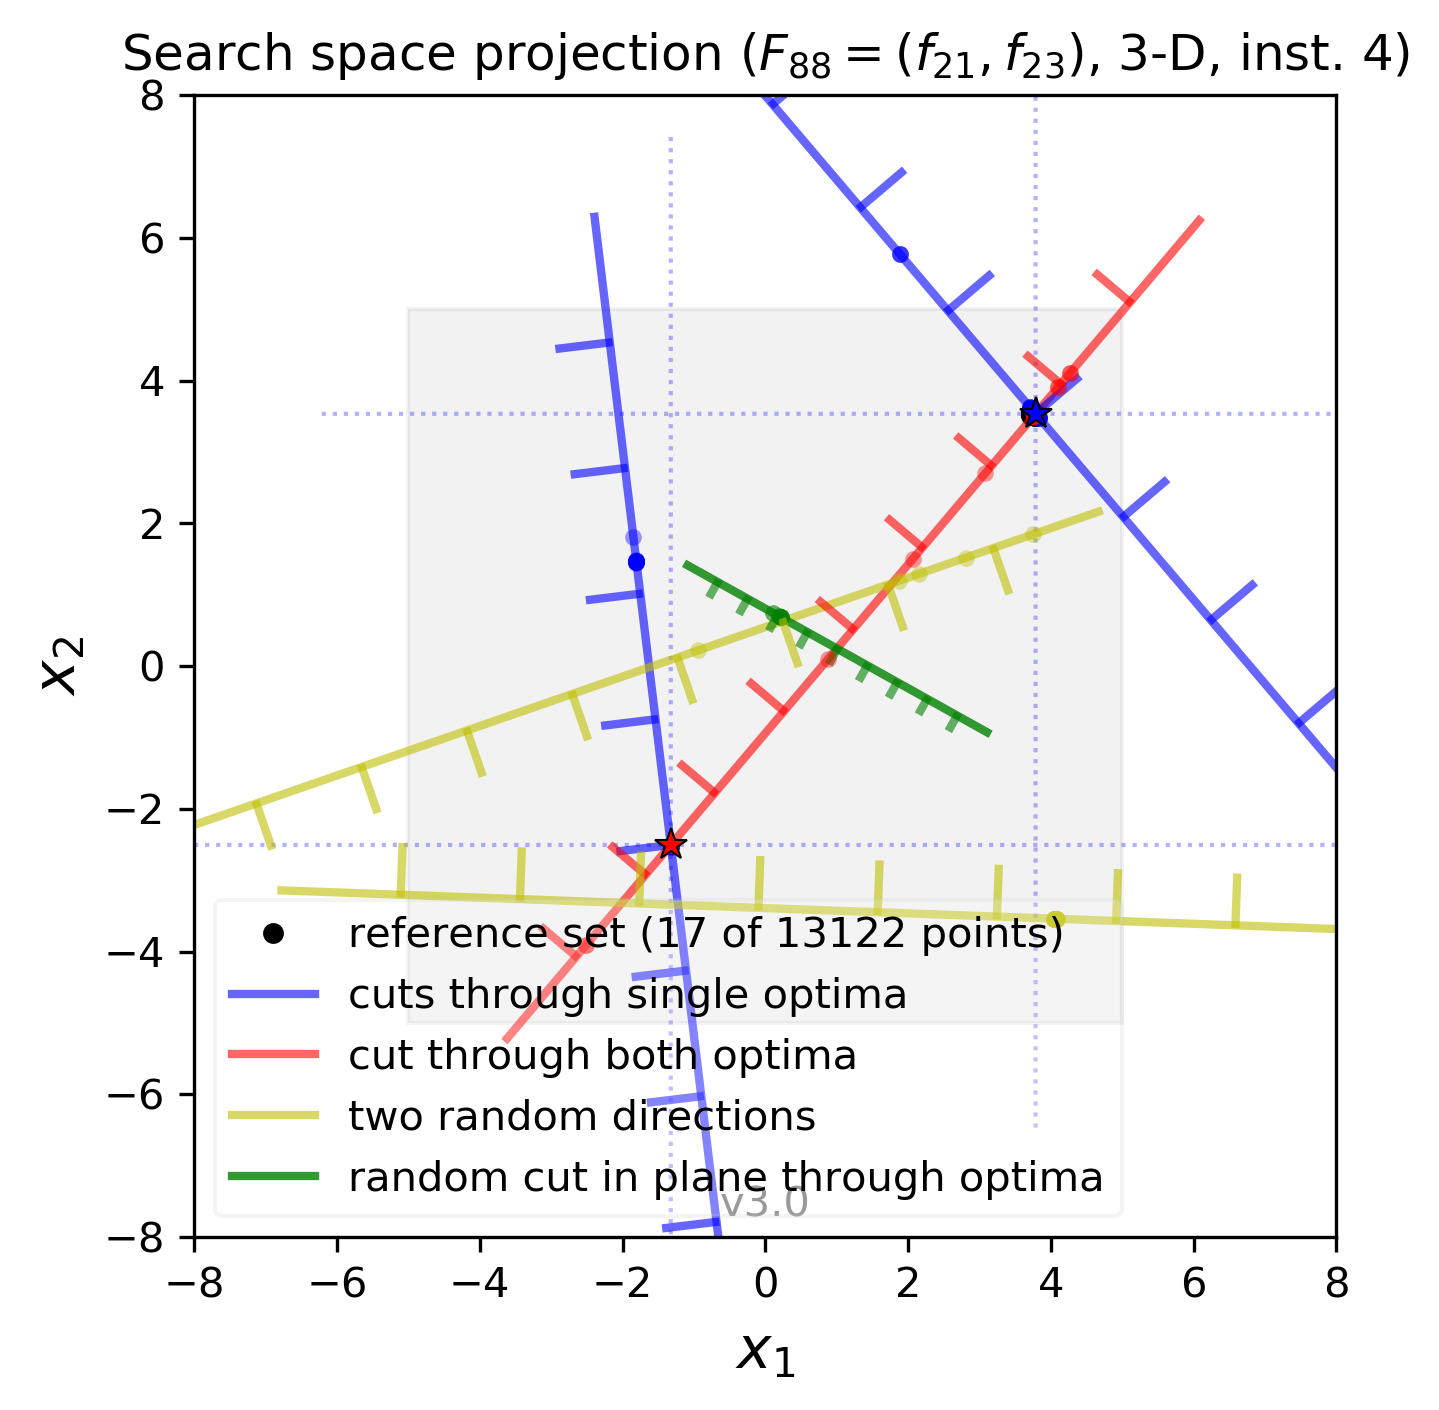 Search space projection (F₈₈ = (f₂₁, f₂₃), 3-D, inst. 4)
8
6
4
2
0
−2
−4
−6
−8
x₂
reference set (17 of 13122 points)
cuts through single optima
cut through both optima
two random directions
random cut in plane through optima
v3.0
−8 −6 −4 −2 0 2 4 6 8
x₁